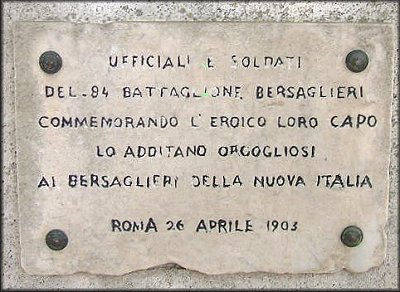 UFFICIALI E SOLDATI
DEL 34 BATTAGLIONE BERSAGLIERI
COMMEMORANDO L'EROICO LORO CAPO
LO ADDITANO ORGOGLIOSI
AI BERSAGLIERI DELLA NUOVA ITALIA
ROMA 26 APRILE 1903